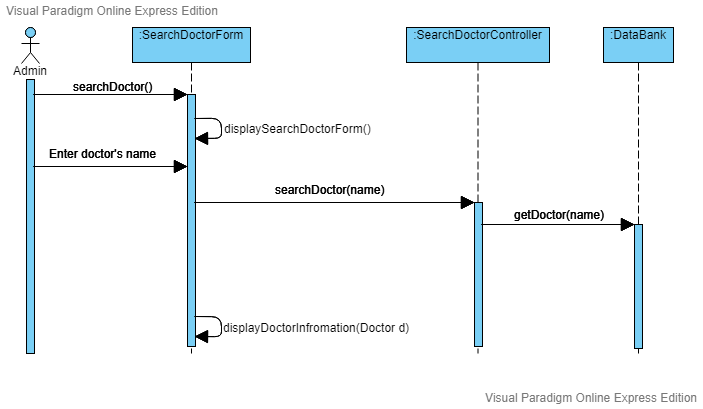 Visual Paradigm Online Express Edition
:SearchDoctorForm
:SearchDoctorController
:DataBank
Admin
searchDoctor()
displaySearchDoctorForm()
Enter doctor's name
searchDoctor(name)
getDoctor(name)
displayDoctorInfromation(Doctor d)
Visual Paradigm Online Express Edition